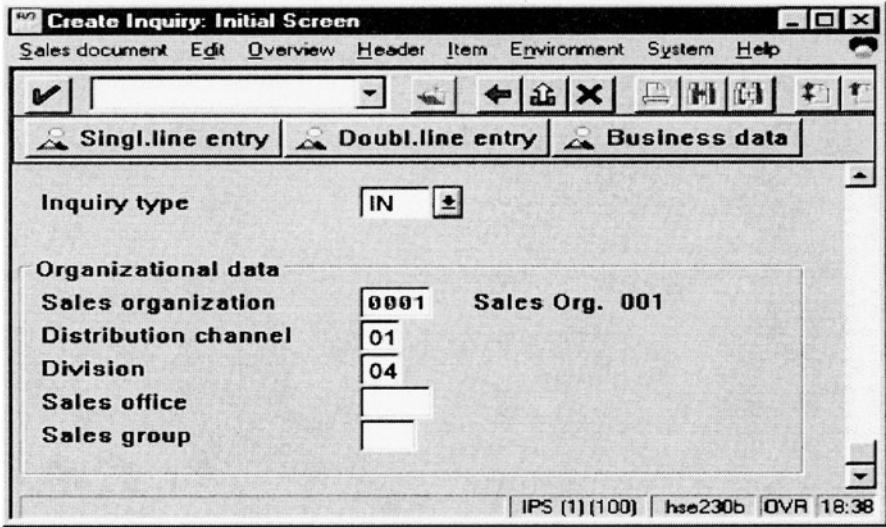 Create Inquiry: Initial Screen
Sales document Edit Overview Header Item Environment System Help
Singl.line entry Doubl.line entry Business data
Inquiry type IN
Organizational data
Sales organization 0001 Sales Org. 001
Distribution channel 01
Division 04
Sales office
Sales group
IPS (1) (100) hse230b OVR 18:38